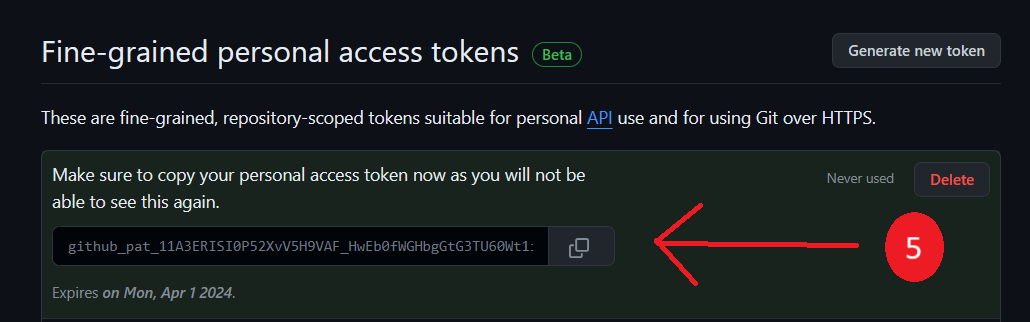 Fine-grained personal access tokens Beta
Generate new token
These are fine-grained, repository-scoped tokens suitable for personal API use and for using Git over HTTPS.
Make sure to copy your personal access token now as you will not be
able to see this again.
Never used
Delete
github_pat_11A3ERISI0P52XvV5H9VAF_HwEb0fWGHbgGtG3TU60Wt1
5
Expires on Mon, Apr 1 2024.